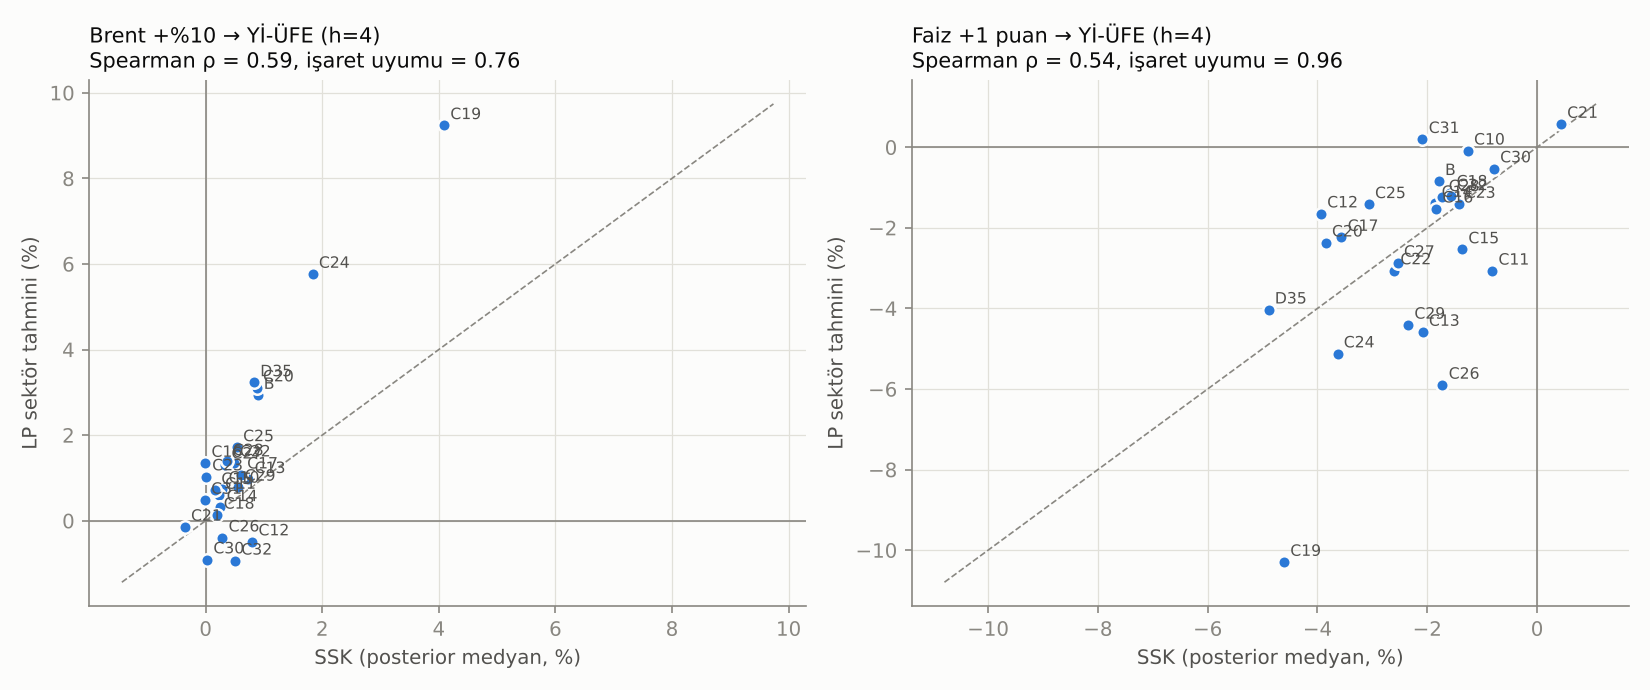 Brent +%10 → Yİ-ÜFE (h=4)
Spearman ρ = 0.59, işaret uyumu = 0.76
10
8
6
4
2
0
0
2
4
6
8
10
C19
C24
D35
C20
B
C25
C17
C13
C29
C14
C18
C21
C26
C12
C30
C32
LP sektör tahmini (%)
SSK (posterior medyan, %)
Faiz +1 puan → Yİ-ÜFE (h=4)
Spearman ρ = 0.54, işaret uyumu = 0.96
0
−2
−4
−6
−8
−10
−10
−8
−6
−4
−2
0
C21
C31
C10
C30
B
C18
C23
C16
C25
C12
C17
C20
C15
C27
C22
C11
D35
C29
C13
C24
C26
C19
LP sektör tahmini (%)
SSK (posterior medyan, %)